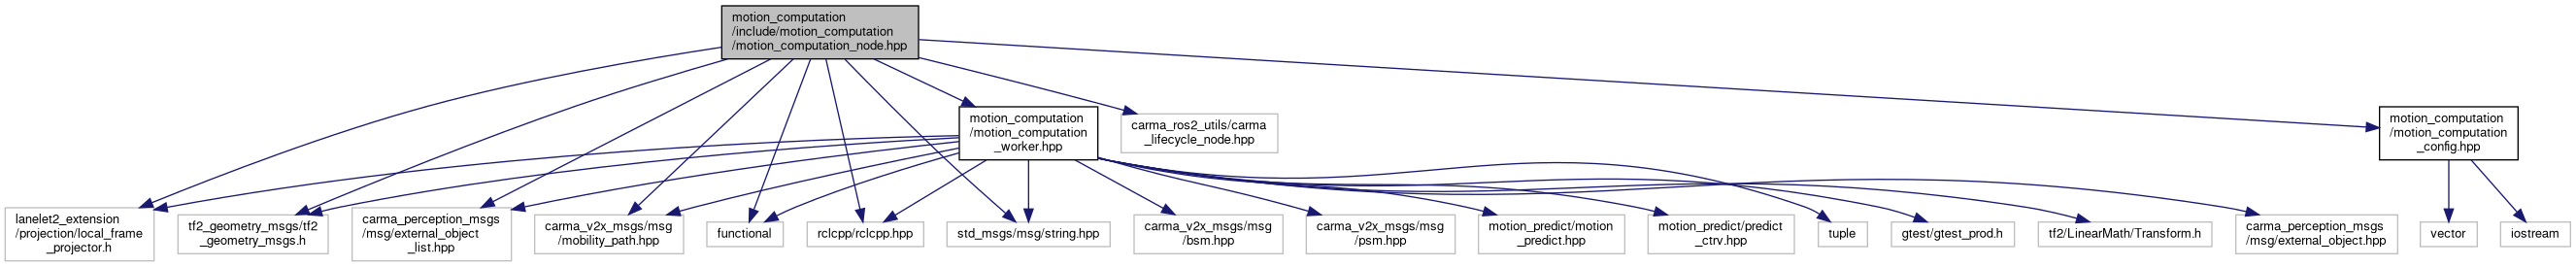 motion_computation
/include/motion_computation
/motion_computation_node.hpp
motion_computation
/motion_computation
_worker.hpp
carma_ros2_utils/carma
_lifecycle_node.hpp
motion_computation
/motion_computation
_config.hpp
lanelet2_extension
/projection/local_frame
_projector.h
tf2_geometry_msgs/tf2
_geometry_msgs.h
carma_perception_msgs
/msg/external_object
_list.hpp
carma_v2x_msgs/msg
/mobility_path.hpp
functional
rclcpp/rclcpp.hpp
std_msgs/msg/string.hpp
carma_v2x_msgs/msg
/bsm.hpp
carma_v2x_msgs/msg
/psm.hpp
motion_predict/motion
_predict.hpp
motion_predict/predict
_ctrv.hpp
tuple
gtest/gtest_prod.h
tf2/LinearMath/Transform.h
carma_perception_msgs
/msg/external_object.hpp
vector
iostream